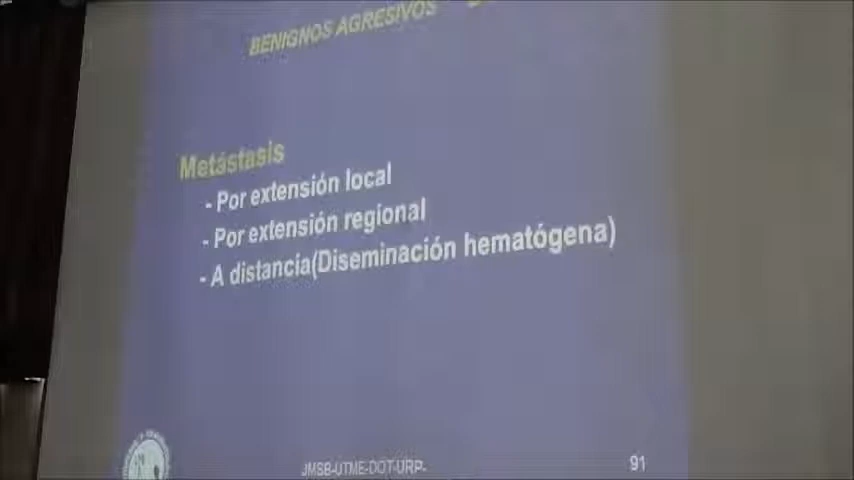 BENIGNOS AGRESIVOS
Metástasis
- Por extensión local
- Por extensión regional
- A distancia(Diseminación hematógena)
JMSB-UTME-DOT-URP-
91